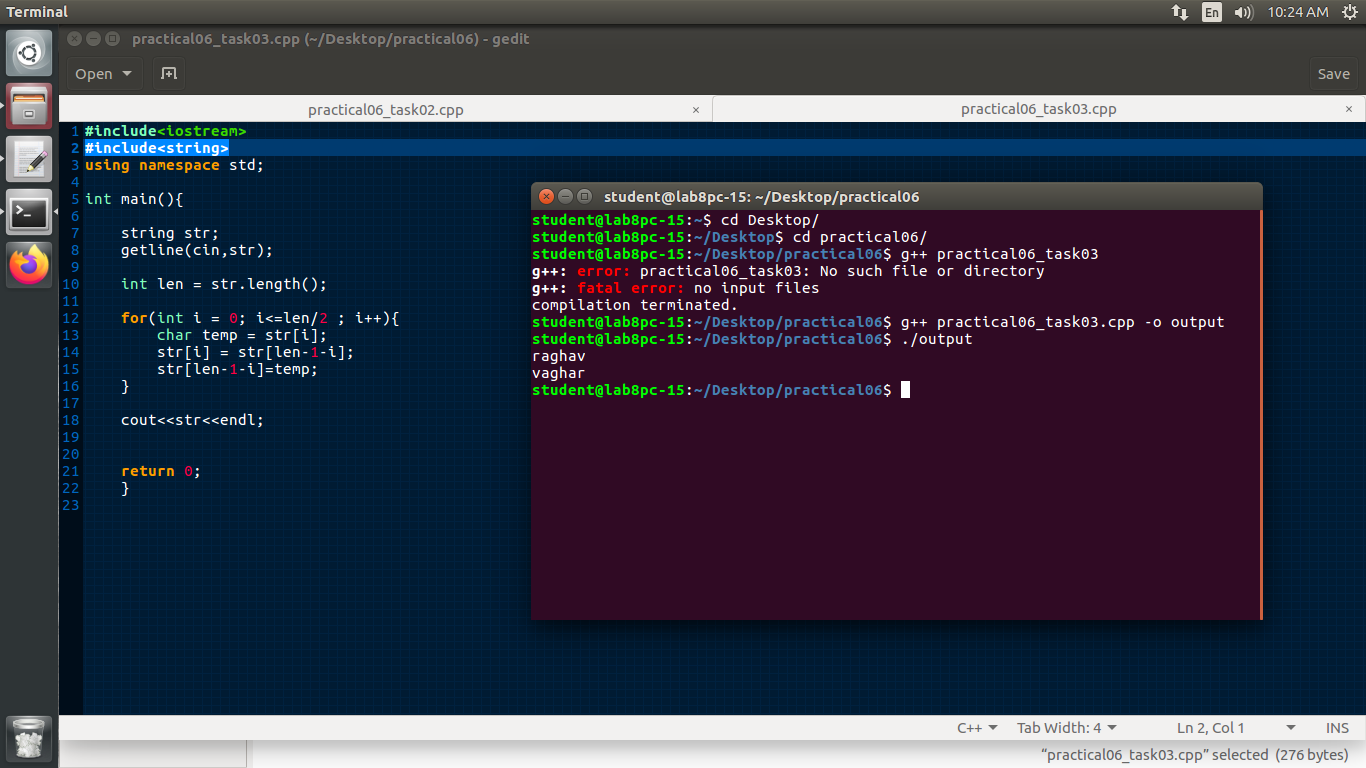 Terminal
En
10:24 AM
practical06_task03.cpp (~/Desktop/practical06) - gedit
Open
Save
practical06_task02.cpp ×
practical06_task03.cpp ×
1 #include<iostream>
2 #include<string>
3 using namespace std;
4
5 int main(){
6
7     string str;
8     getline(cin,str);
9
10     int len = str.length();
11
12     for(int i = 0; i<=len/2 ; i++){
13         char temp = str[i];
14         str[i] = str[len-1-i];
15         str[len-1-i]=temp;
16     }
17
18     cout<<str<<endl;
19
20
21     return 0;
22     }
23
student@lab8pc-15: ~/Desktop/practical06
student@lab8pc-15:~$ cd Desktop/
student@lab8pc-15:~/Desktop$ cd practical06/
student@lab8pc-15:~/Desktop/practical06$ g++ practical06_task03
g++: error: practical06_task03: No such file or directory
g++: fatal error: no input files
compilation terminated.
student@lab8pc-15:~/Desktop/practical06$ g++ practical06_task03.cpp -o output
student@lab8pc-15:~/Desktop/practical06$ ./output
raghav
vaghar
student@lab8pc-15:~/Desktop/practical06$
C++ Tab Width: 4 Ln 2, Col 1 INS
“practical06_task03.cpp” selected (276 bytes)